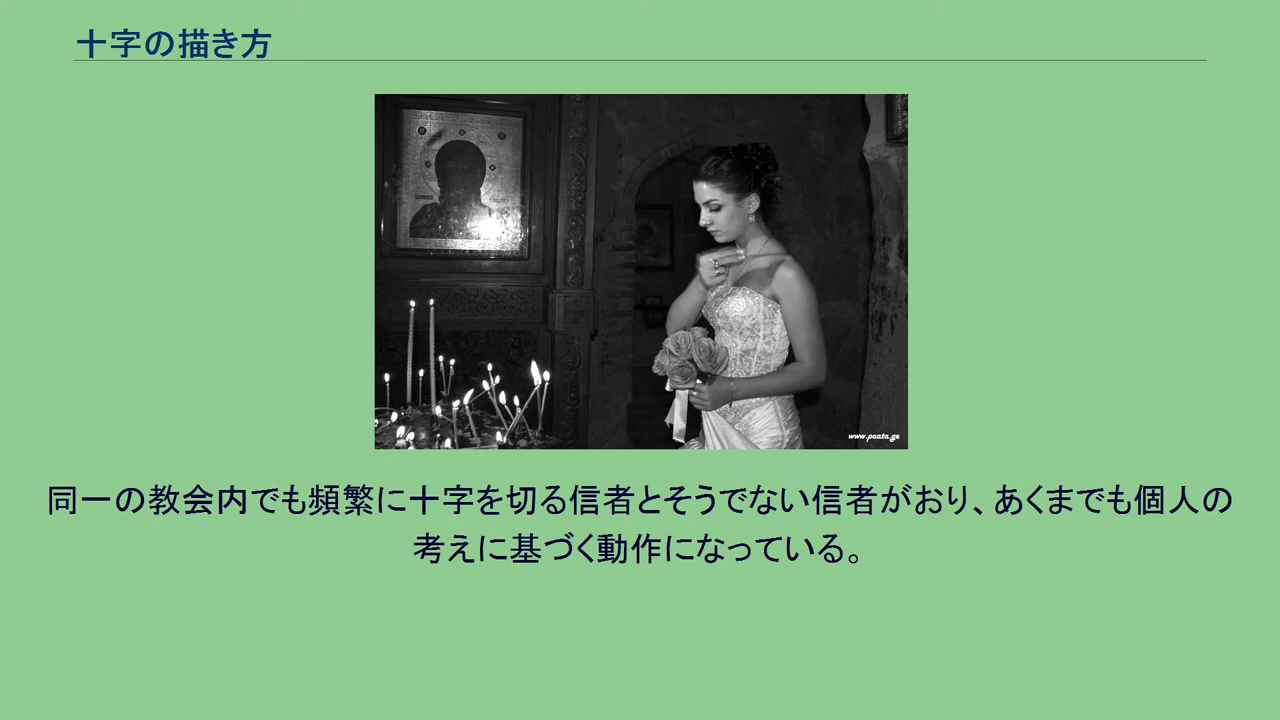 十字の描き方
www.paata.ge
同一の教会内でも頻繁に十字を切る信者とそうでない信者がおり、あくまでも個人の
考えに基づく動作になっている。